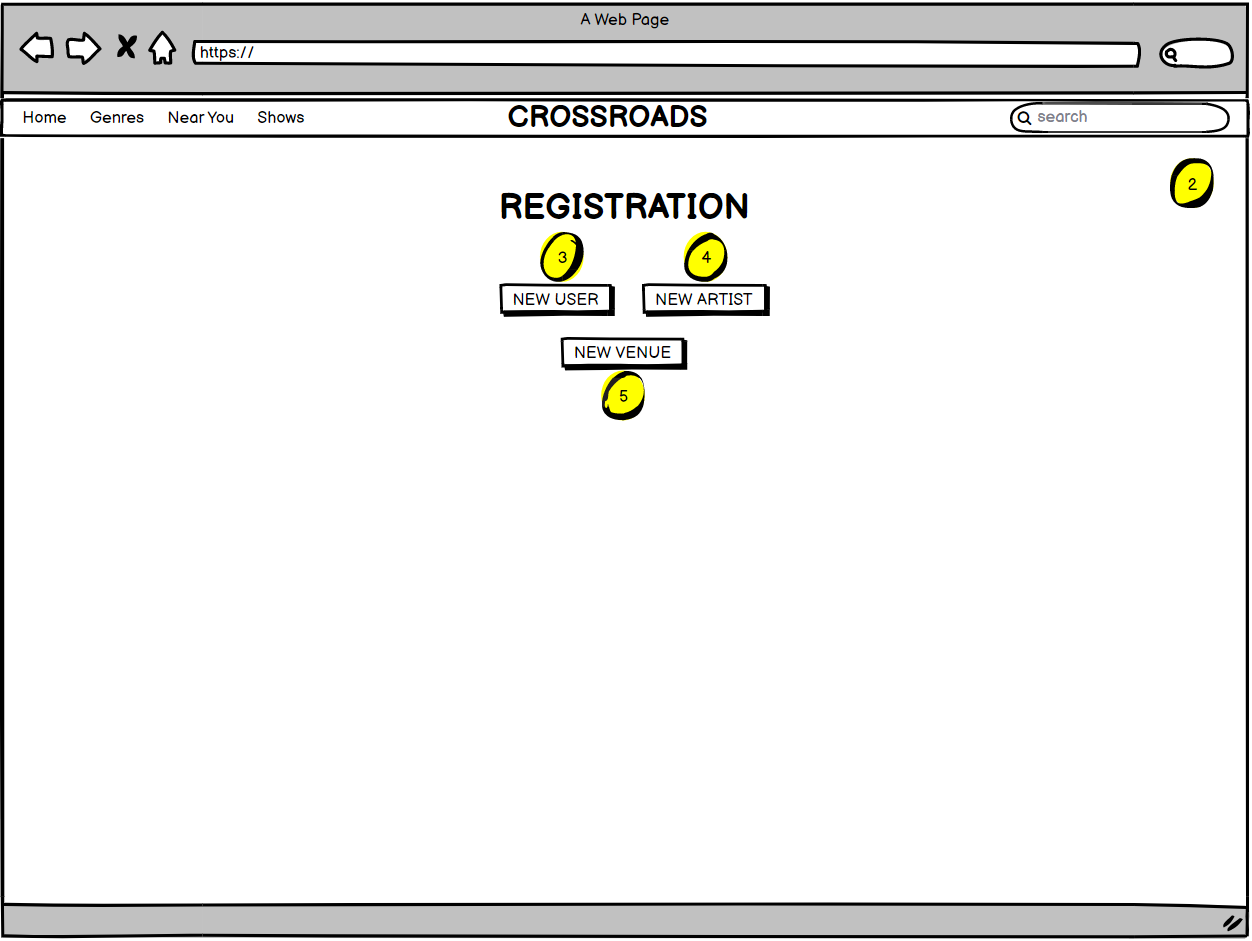 A Web Page
https://
Home Genres Near You Shows CROSSROADS search
2
REGISTRATION
3 4
NEW USER NEW ARTIST
NEW VENUE
5